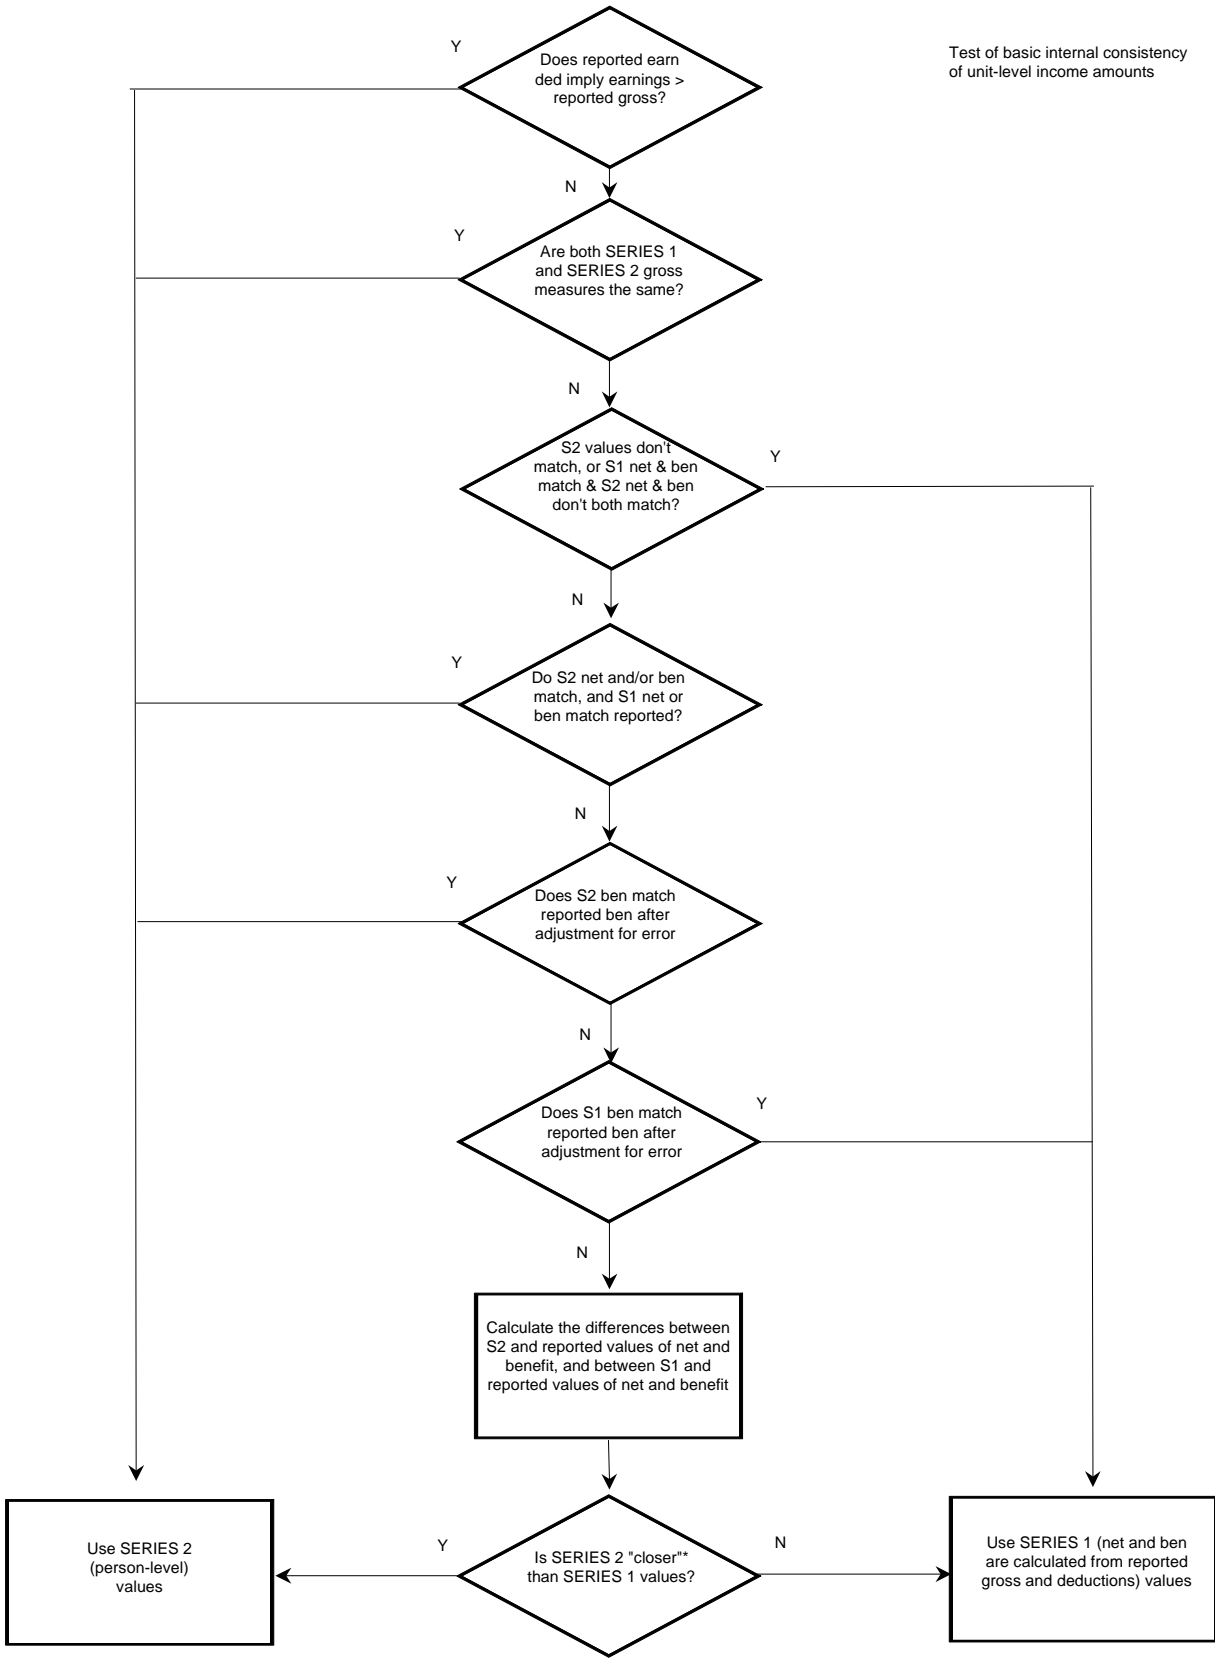 Y
Does reported earn
ded imply earnings >
reported gross?
Test of basic internal consistency
of unit-level income amounts
N
Y
Are both SERIES 1
and SERIES 2 gross
measures the same?
N
S2 values don't
match, or S1 net & ben
match & S2 net & ben
don't both match?
Y
N
Y
Do S2 net and/or ben
match, and S1 net or
ben match reported?
N
Y
Does S2 ben match
reported ben after
adjustment for error
N
Does S1 ben match
reported ben after
adjustment for error
Y
N
Calculate the differences between
S2 and reported values of net and
benefit, and between S1 and
reported values of net and benefit
Use SERIES 2
(person-level)
values
Y
Is SERIES 2 "closer"*
than SERIES 1 values?
N
Use SERIES 1 (net and ben
are calculated from reported
gross and deductions) values